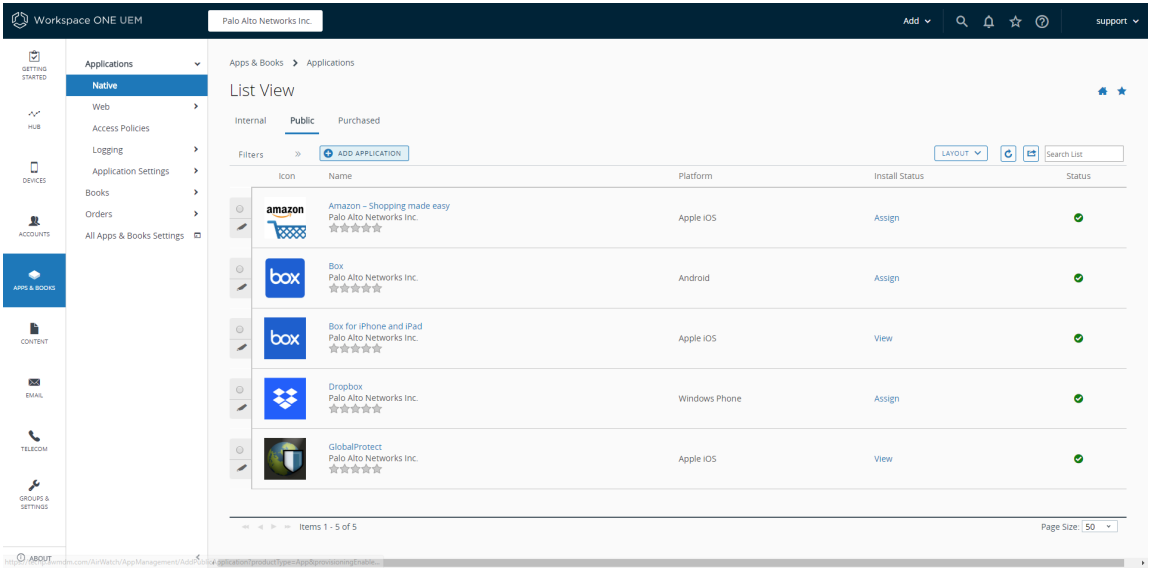 Workspace ONE UEM
Palo Alto Networks Inc.
Add
support
GETTING
STARTED
HUB
DEVICES
ACCOUNTS
APPS & BOOKS
CONTENT
EMAIL
TELECOM
GROUPS &
SETTINGS
ABOUT
Applications
Native
Web
Access Policies
Logging
Application Settings
Books
Orders
All Apps & Books Settings
Apps & Books > Applications
List View
Internal Public Purchased
Filters » ADD APPLICATION LAYOUT Search List
Icon Name Platform Install Status Status
amazon
Amazon – Shopping made easy
Palo Alto Networks Inc.
Apple iOS Assign
box
Box
Palo Alto Networks Inc.
Android Assign
box
Box for iPhone and iPad
Palo Alto Networks Inc.
Apple iOS View
Dropbox
Palo Alto Networks Inc.
Windows Phone Assign
GlobalProtect
Palo Alto Networks Inc.
Apple iOS View
Items 1 - 5 of 5 Page Size: 50